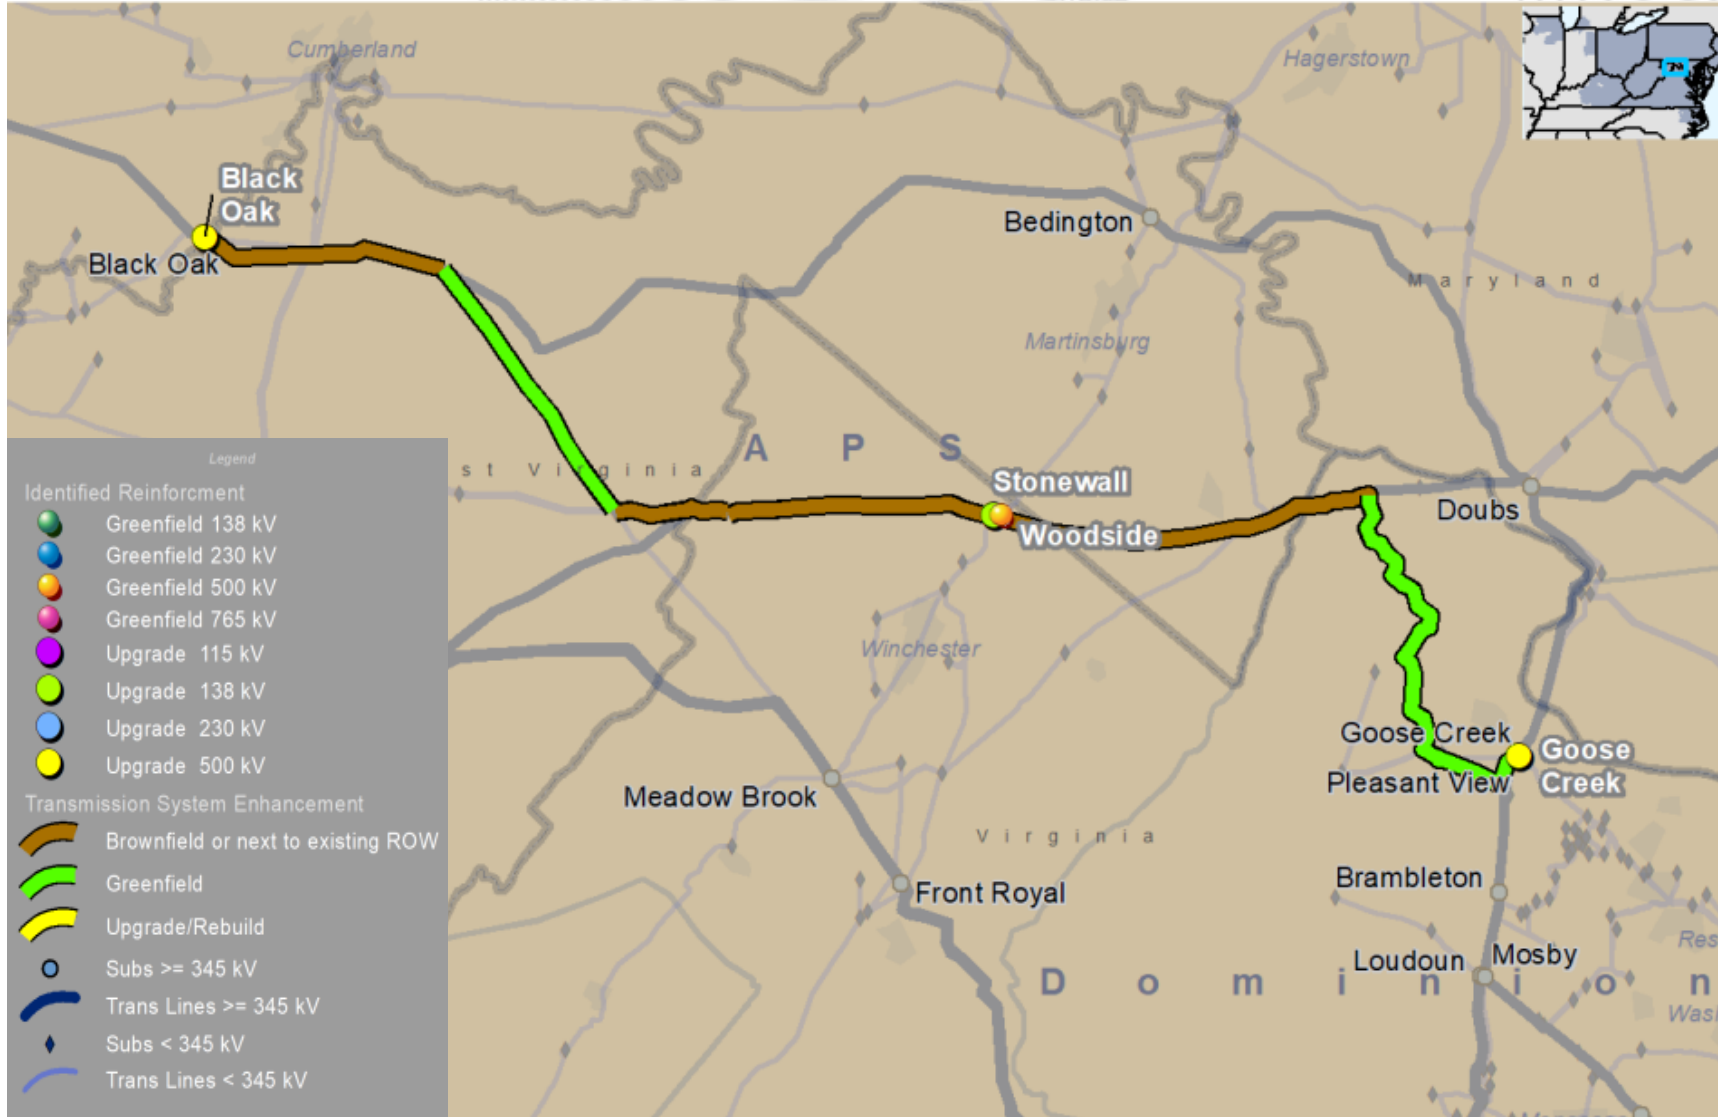 Cumberland
Hagerstown
Black
Oak
Black Oak
Bedington
Maryland
Martinsburg
APS
st Virginia
Stonewall
Woodside
Doubs
Winchester
Goose Creek
Goose
Creek
Pleasant View
Meadow Brook
Virginia
Brambleton
Front Royal
Loudoun
Mosby
Res
Dominion
Was
Legend
Identified Reinforcment
Greenfield 138 kV
Greenfield 230 kV
Greenfield 500 kV
Greenfield 765 kV
Upgrade 115 kV
Upgrade 138 kV
Upgrade 230 kV
Upgrade 500 kV
Transmission System Enhancement
Brownfield or next to existing ROW
Greenfield
Upgrade/Rebuild
Subs >= 345 kV
Trans Lines >= 345 kV
Subs < 345 kV
Trans Lines < 345 kV